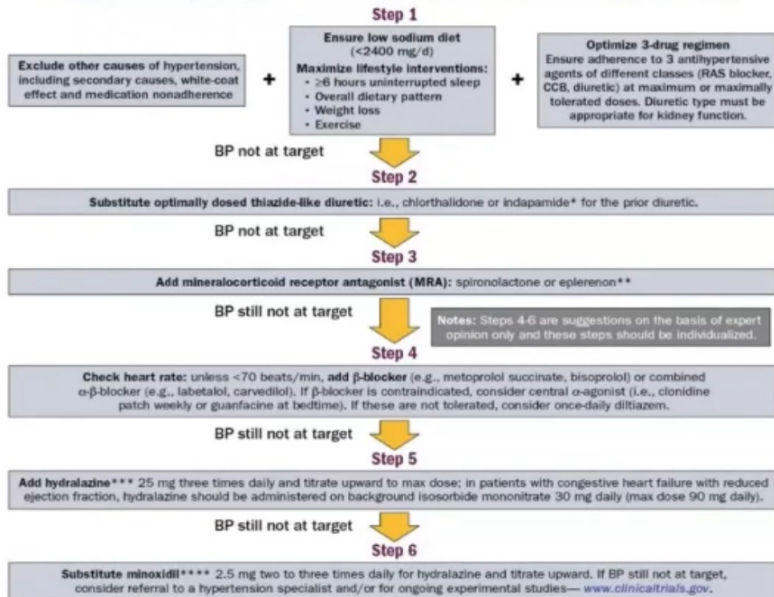 Step 1
Exclude other causes of hypertension,
including secondary causes, white-coat
effect and medication nonadherence
+
Ensure low sodium diet
(<2400 mg/d)
Maximize lifestyle interventions:
• ≥6 hours uninterrupted sleep
• Overall dietary pattern
• Weight loss
• Exercise
+
Optimize 3-drug regimen
Ensure adherence to 3 antihypertensive
agents of different classes (RAS blocker,
CCB, diuretic) at maximum or maximally
tolerated doses. Diuretic type must be
appropriate for kidney function.
BP not at target
Step 2
Substitute optimally dosed thiazide-like diuretic: i.e., chlorthalidone or indapamide* for the prior diuretic.
BP not at target
Step 3
Add mineralocorticoid receptor antagonist (MRA): spironolactone or eplerenon**
BP still not at target
Notes: Steps 4-6 are suggestions on the basis of expert
opinion only and these steps should be individualized.
Step 4
Check heart rate: unless <70 beats/min, add β-blocker (e.g., metoprolol succinate, bisoprolol) or combined
α-β-blocker (e.g., labetalol, carvedilol). If β-blocker is contraindicated, consider central α-agonist (i.e., clonidine
patch weekly or guanfacine at bedtime). If these are not tolerated, consider once-daily diltiazem.
BP still not at target
Step 5
Add hydralazine*** 25 mg three times daily and titrate upward to max dose; in patients with congestive heart failure with reduced
ejection fraction, hydralazine should be administered on background isosorbide mononitrate 30 mg daily (max dose 90 mg daily).
BP still not at target
Step 6
Substitute minoxidil**** 2.5 mg two to three times daily for hydralazine and titrate upward. If BP still not at target,
consider referral to a hypertension specialist and/or for ongoing experimental studies— www.clinicaltrials.gov.